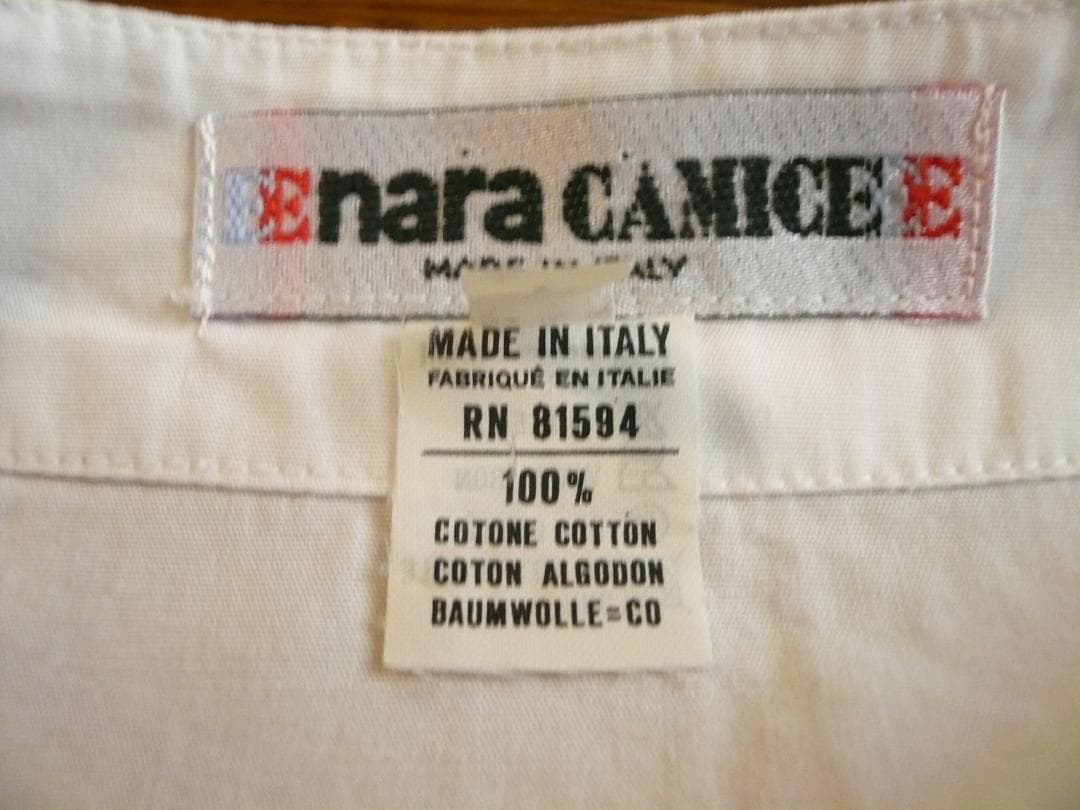 E nara CAMICE E
MADE IN ITALY
MADE IN ITALY
FABRIQUÉ EN ITALIE
RN 81594
100%
COTONE COTTON
COTON ALGODON
BAUMWOLLE=CO